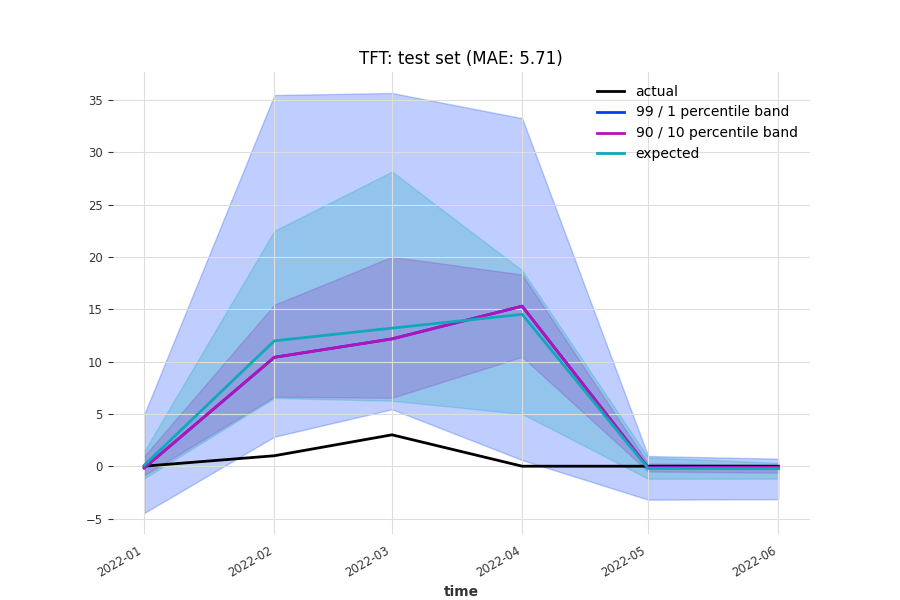 TFT: test set (MAE: 5.71)
actual
99 / 1 percentile band
90 / 10 percentile band
expected
35
30
25
20
15
10
5
0
−5
2022-01
2022-02
2022-03
2022-04
2022-05
2022-06
time